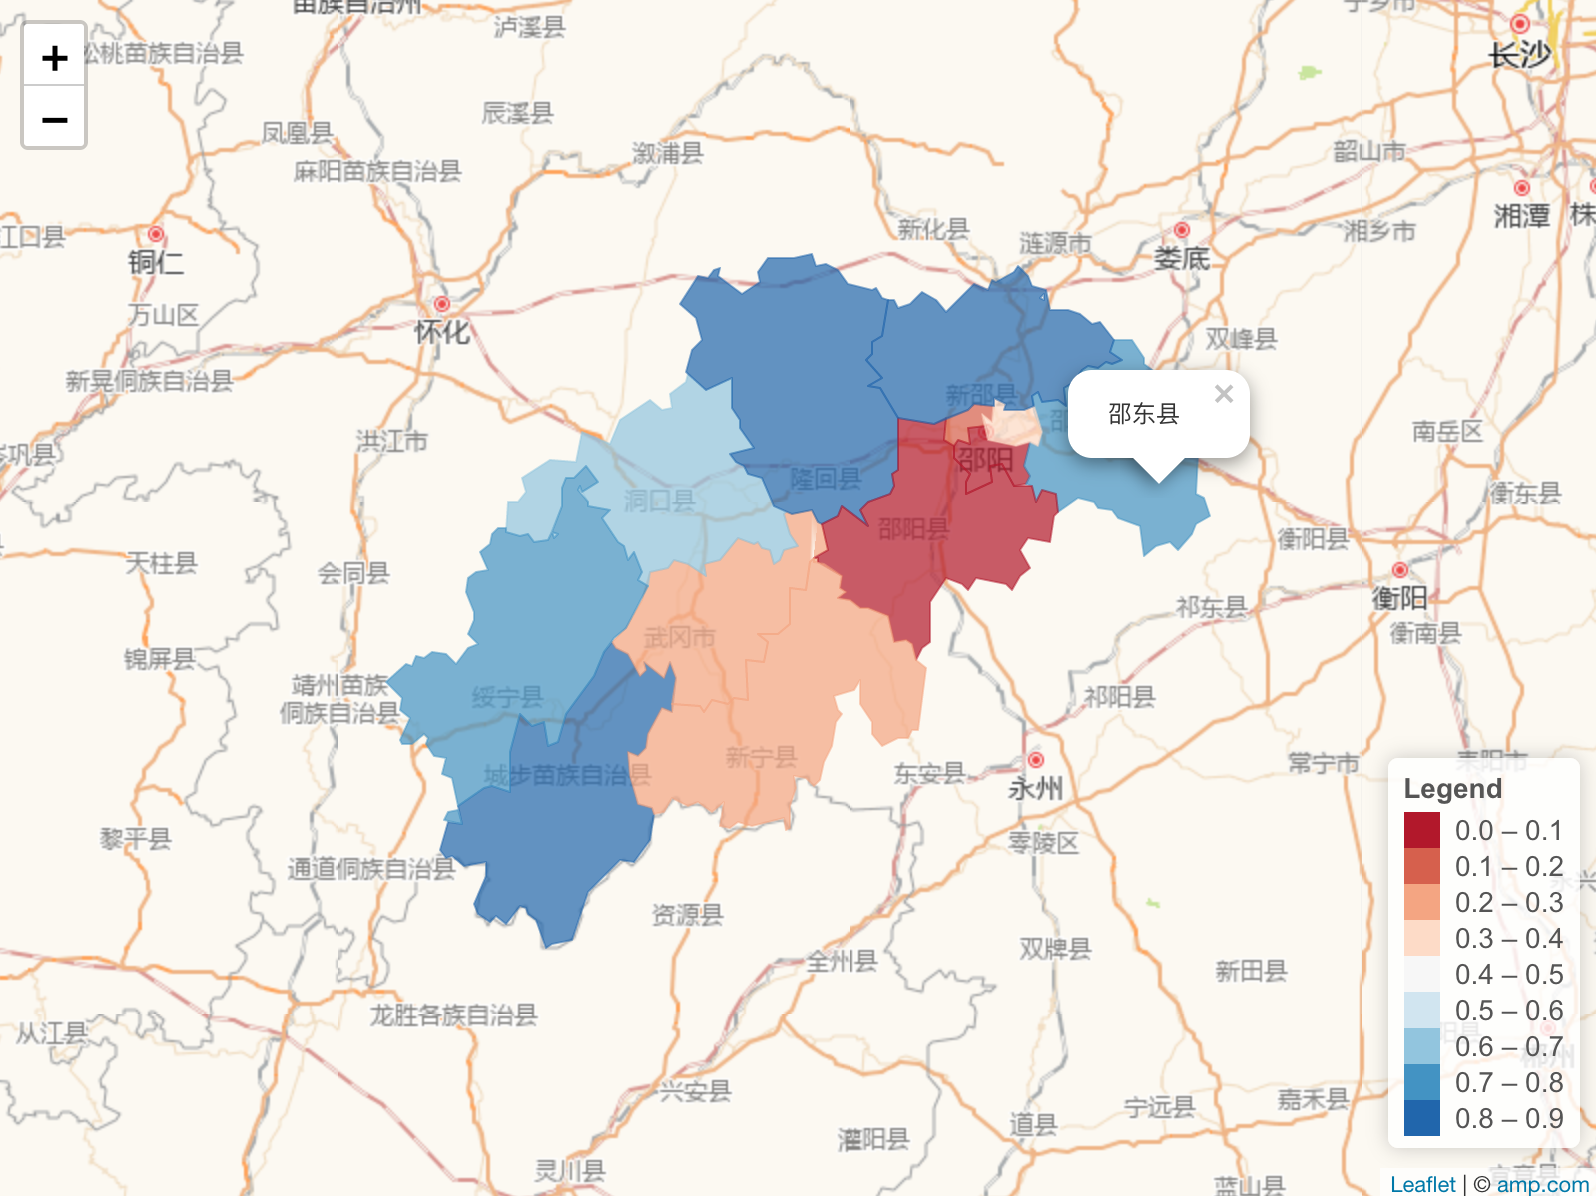 苗族自治州
宁乡市
+
−
泸溪县
松桃苗族自治县
长沙
辰溪县
凤凰县
溆浦县
韶山市
麻阳苗族自治县
湘潭
株
江口县
铜仁
新化县
涟源市
娄底
湘乡市
万山区
怀化
双峰县
新晃侗族自治县
新邵县
邵东县
×
岑巩县
洪江市
邵阳
南岳区
洞口县
隆回县
衡东县
邵阳县
天柱县
会同县
衡阳县
衡阳
武冈市
祁东县
衡南县
锦屏县
靖州苗族
侗族自治县
绥宁县
祁阳县
城步苗族自治县
新宁县
东安县
永州
常宁市
耒阳市
黎平县
通道侗族自治县
零陵区
资源县
全州县
双牌县
新田县
龙胜各族自治县
从江县
兴安县
宁远县
嘉禾县
灌阳县
道县
灵川县
蓝山县
宜章县
郴州
Legend
0.0 – 0.1
0.1 – 0.2
0.2 – 0.3
0.3 – 0.4
0.4 – 0.5
0.5 – 0.6
0.6 – 0.7
0.7 – 0.8
0.8 – 0.9
Leaflet | © amp.com